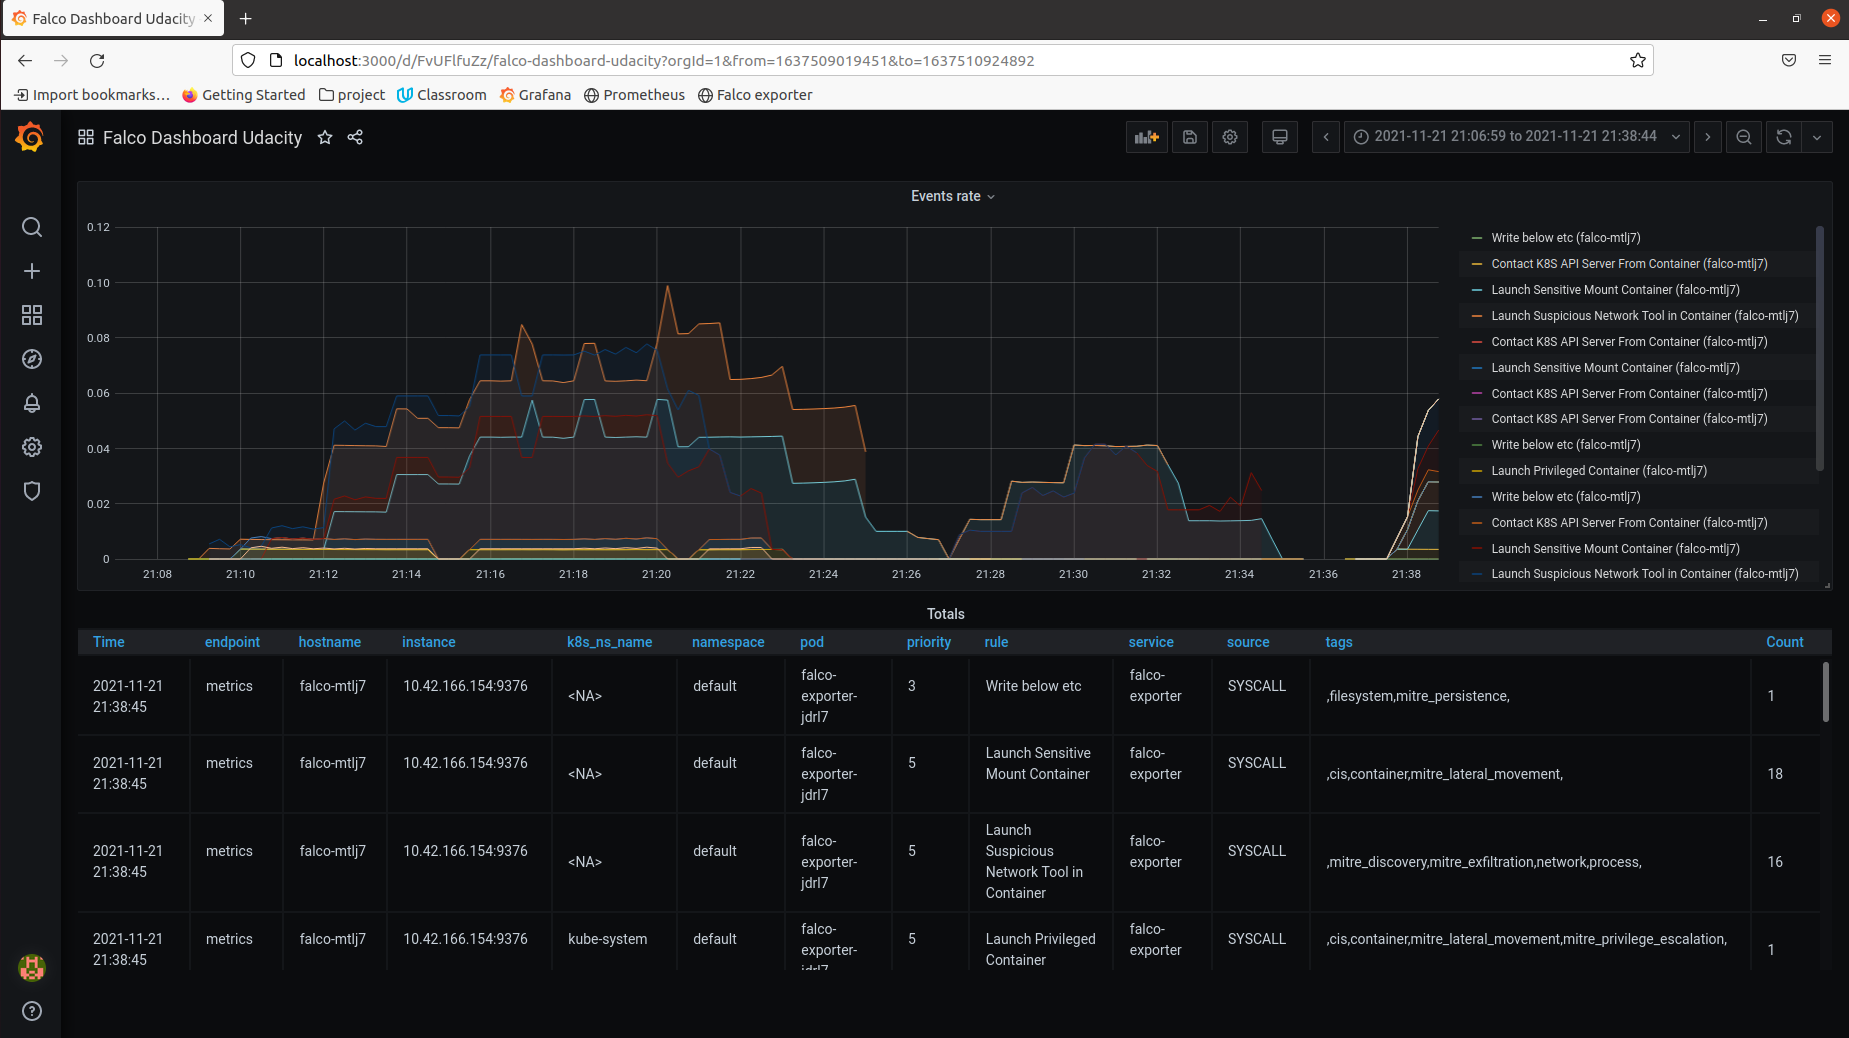 Falco Dashboard Udacity
localhost:3000/d/FvUFlfuZz/falco-dashboard-udacity?orgId=1&from=1637509019451&to=1637510924892
Import bookmarks… Getting Started project Classroom Grafana Prometheus Falco exporter
Falco Dashboard Udacity 2021-11-21 21:06:59 to 2021-11-21 21:38:44
Events rate
0.12
0.10
0.08
0.06
0.04
0.02
0
21:08 21:10 21:12 21:14 21:16 21:18 21:20 21:22 21:24 21:26 21:28 21:30 21:32 21:34 21:36 21:38
Write below etc (falco-mtlj7)
Contact K8S API Server From Container (falco-mtlj7)
Launch Sensitive Mount Container (falco-mtlj7)
Launch Suspicious Network Tool in Container (falco-mtlj7)
Contact K8S API Server From Container (falco-mtlj7)
Launch Sensitive Mount Container (falco-mtlj7)
Contact K8S API Server From Container (falco-mtlj7)
Contact K8S API Server From Container (falco-mtlj7)
Write below etc (falco-mtlj7)
Launch Privileged Container (falco-mtlj7)
Write below etc (falco-mtlj7)
Contact K8S API Server From Container (falco-mtlj7)
Launch Sensitive Mount Container (falco-mtlj7)
Launch Suspicious Network Tool in Container (falco-mtlj7)
Totals
Time endpoint hostname instance k8s_ns_name namespace pod priority rule service source tags Count
2021-11-21
21:38:45
metrics
falco-mtlj7
10.42.166.154:9376
<NA>
default
falco-
exporter-
jdrl7
3
Write below etc
falco-
exporter
SYSCALL
,filesystem,mitre_persistence,
1
2021-11-21
21:38:45
metrics
falco-mtlj7
10.42.166.154:9376
<NA>
default
falco-
exporter-
jdrl7
5
Launch Sensitive
Mount Container
falco-
exporter
SYSCALL
,cis,container,mitre_lateral_movement,
18
2021-11-21
21:38:45
metrics
falco-mtlj7
10.42.166.154:9376
<NA>
default
falco-
exporter-
jdrl7
5
Launch
Suspicious
Network Tool in
Container
falco-
exporter
SYSCALL
,mitre_discovery,mitre_exfiltration,network,process,
16
2021-11-21
21:38:45
metrics
falco-mtlj7
10.42.166.154:9376
kube-system
default
falco-
exporter-
jdrl7
5
Launch Privileged
Container
falco-
exporter
SYSCALL
,cis,container,mitre_lateral_movement,mitre_privilege_escalation,
1